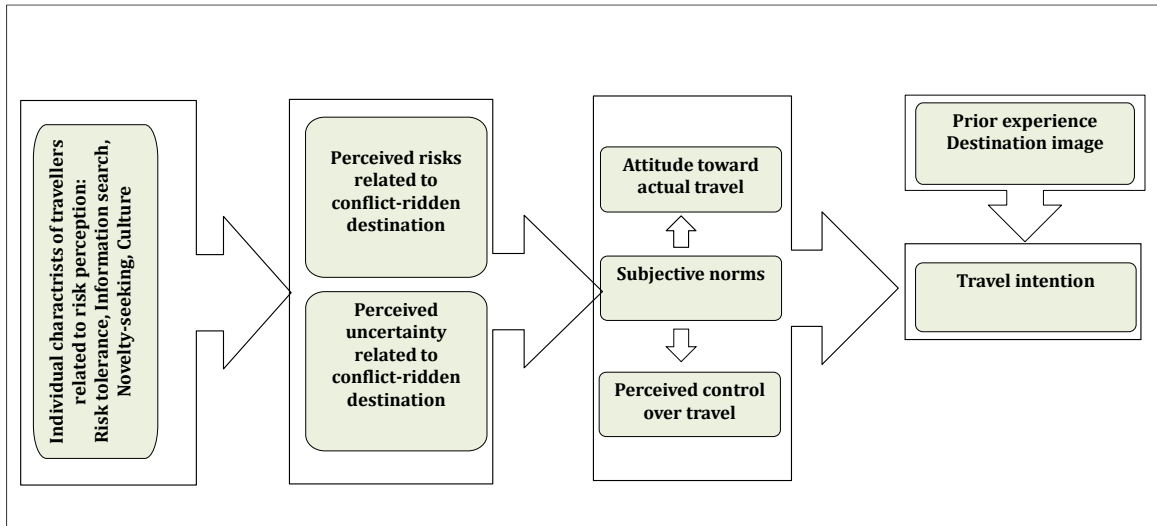 Individual charactrists of travellers
related to risk perception:
Risk tolerance, Information search,
Novelty-seeking, Culture
Perceived risks
related to
conflict-ridden
destination
Perceived
uncertainty
related to
conflict-ridden
destination
Attitude toward
actual travel
Subjective norms
Perceived control
over travel
Prior experience
Destination image
Travel intention